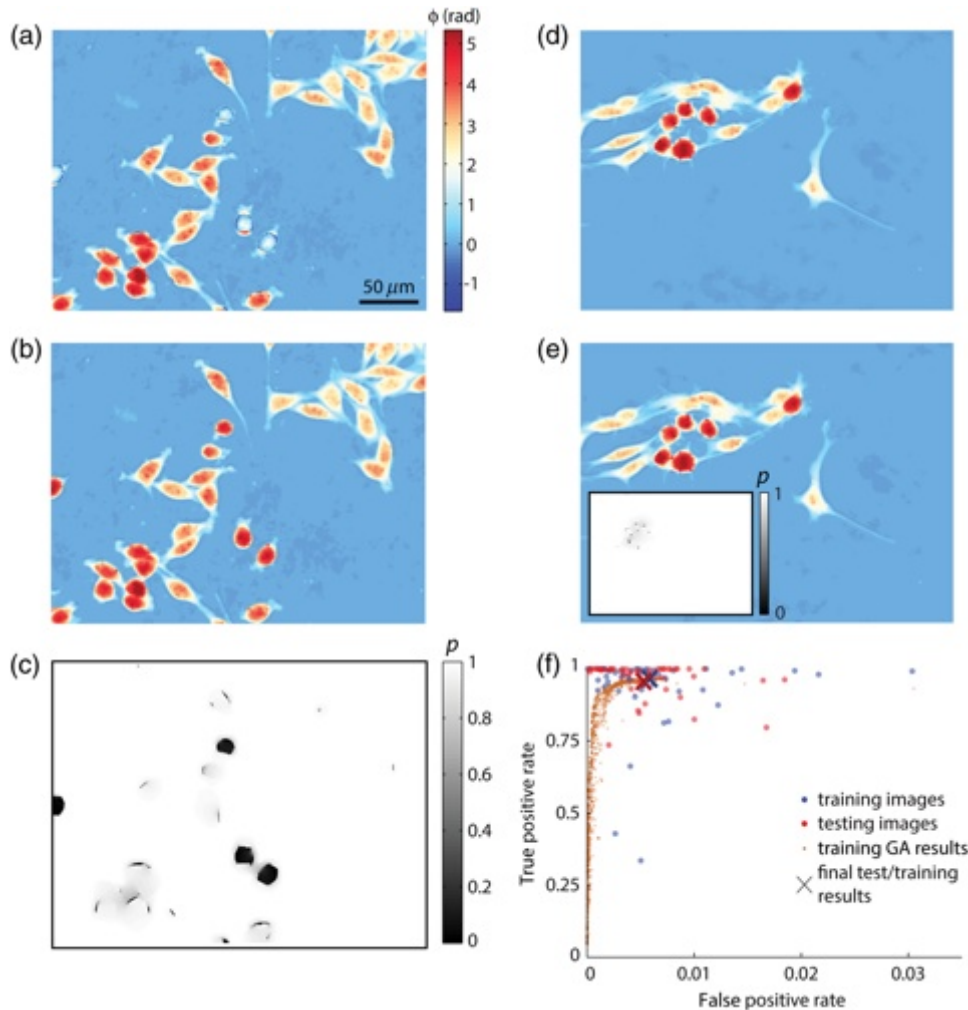 (a)
ϕ (rad)
5
4
3
2
1
0
-1
50 μm
(b)
(c)
p
1
0.8
0.6
0.4
0.2
0
(d)
(e)
p
1
0
(f)
1
0.75
0.5
0.25
0
True positive rate
0
0.01
0.02
0.03
False positive rate
training images
testing images
training GA results
final test/training
results